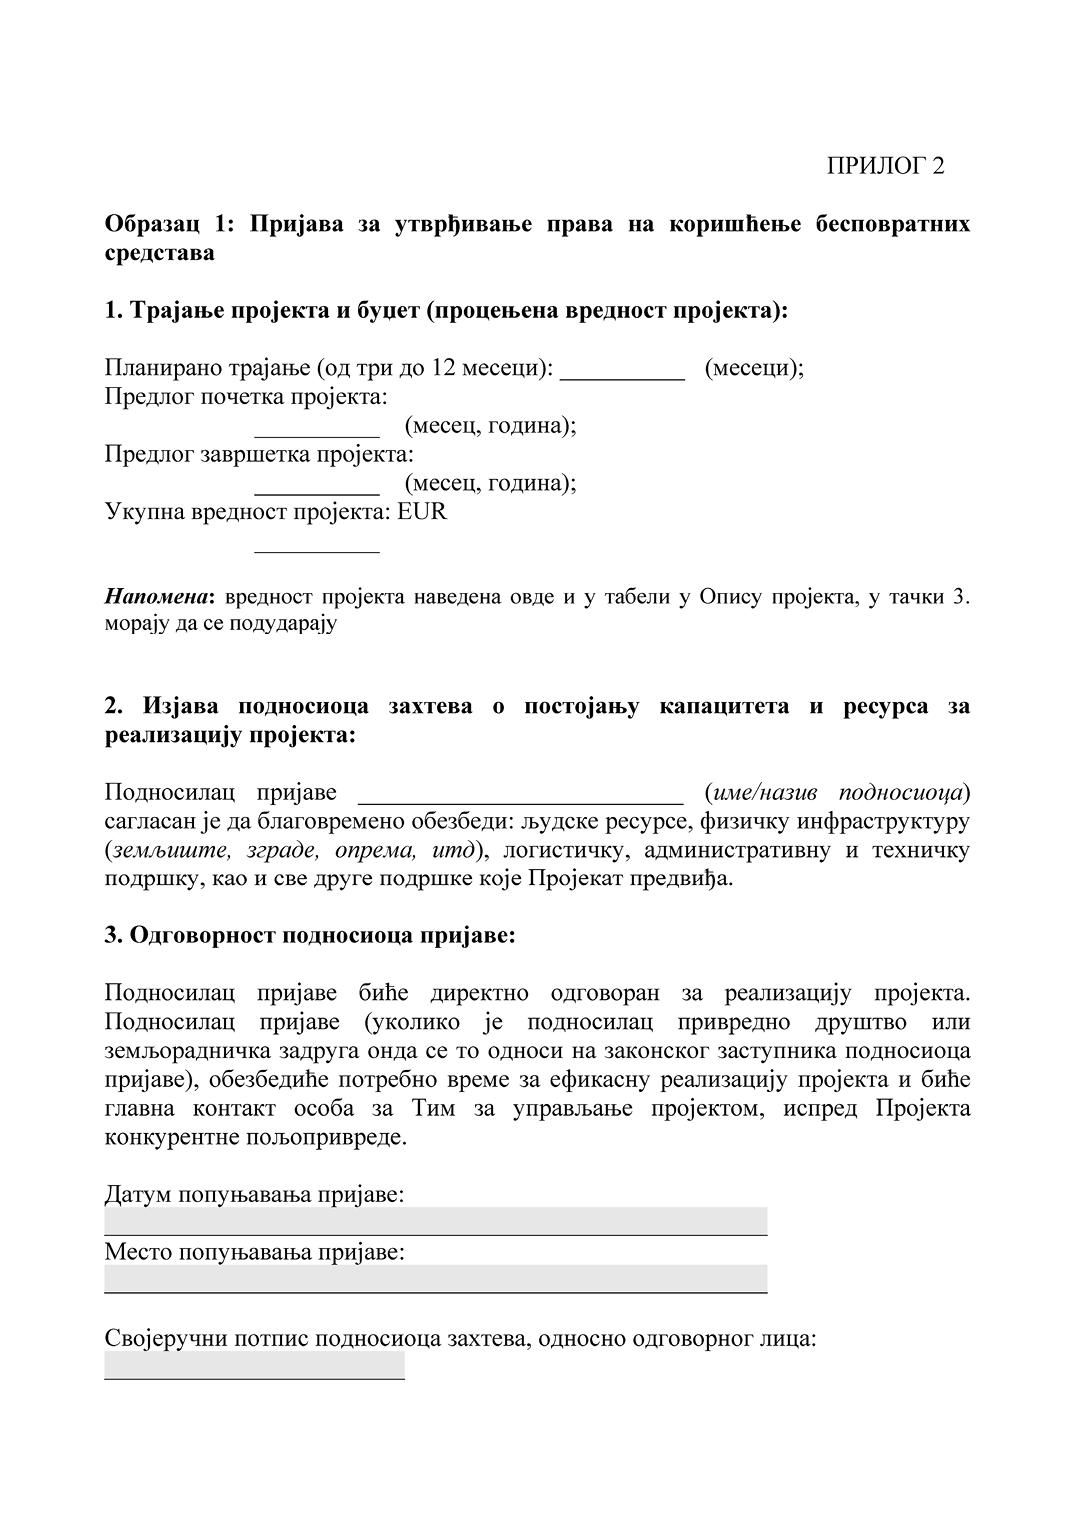 ПРИЛОГ 2
Образац 1: Пријава за утврђивање права на коришћење бесповратних
средстава
1. Трајање пројекта и буџет (процењена вредност пројекта):
Планирано трајање (од три до 12 месеци): __________ (месеци);
Предлог почетка пројекта:
__________ (месец, година);
Предлог завршетка пројекта:
__________ (месец, година);
Укупна вредност пројекта: EUR
__________
Напомена: вредност пројекта наведена овде и у табели у Опису пројекта, у тачки 3.
морају да се подударају
2. Изјава подносиоца захтева о постојању капацитета и ресурса за
реализацију пројекта:
Подносилац пријаве __________________________ (име/назив подносиоца)
сагласан је да благовремено обезбеди: људске ресурсе, физичку инфраструктуру
(земљиште, зграде, опрема, итд), логистичку, административну и техничку
подршку, као и све друге подршке које Пројекат предвиђа.
3. Одговорност подносиоца пријаве:
Подносилац пријаве биће директно одговоран за реализацију пројекта.
Подносилац пријаве (уколико је подносилац привредно друштво или
земљорадничка задруга онда се то односи на законског заступника подносиоца
пријаве), обезбедиће потребно време за ефикасну реализацију пројекта и биће
главна контакт особа за Тим за управљање пројектом, испред Пројекта
конкурентне пољопривреде.
Датум попуњавања пријаве:
Место попуњавања пријаве:
Својеручни потпис подносиоца захтева, односно одговорног лица: